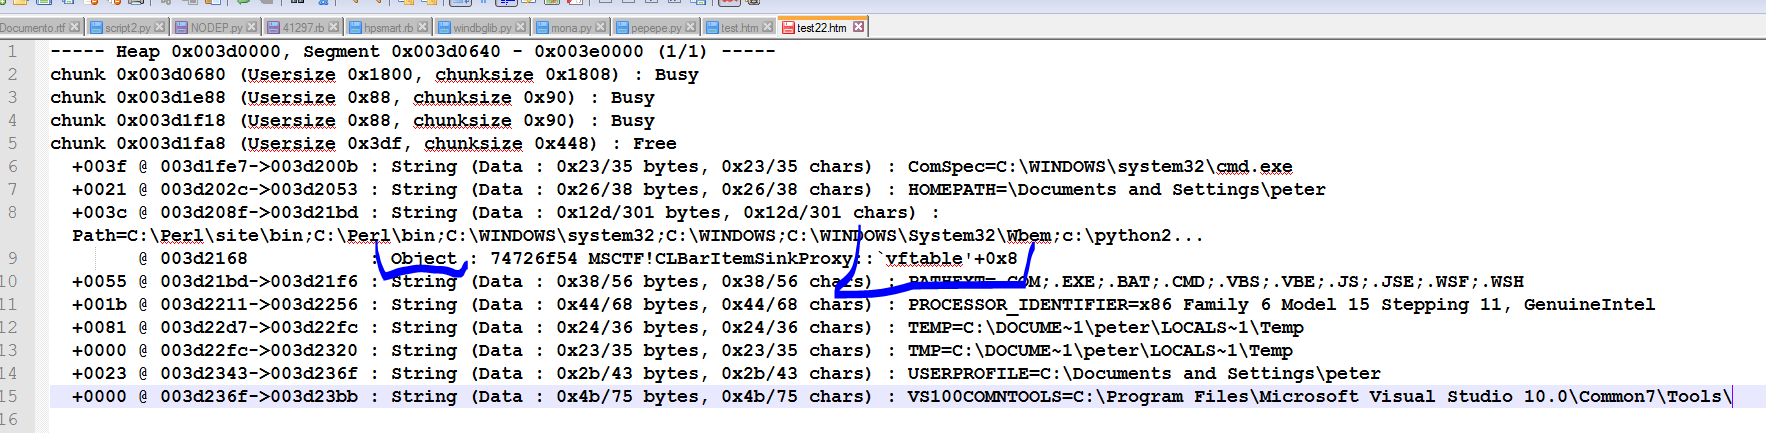 Documento.rtf script2.py NODEP.py 41297.rb hpsmart.rb windbglib.py mona.py pepepe.py test.htm test22.htm
1 ----- Heap 0x003d0000, Segment 0x003d0640 - 0x003e0000 (1/1) -----
2 chunk 0x003d0680 (Usersize 0x1800, chunksize 0x1808) : Busy
3 chunk 0x003d1e88 (Usersize 0x88, chunksize 0x90) : Busy
4 chunk 0x003d1f18 (Usersize 0x88, chunksize 0x90) : Busy
5 chunk 0x003d1fa8 (Usersize 0x3df, chunksize 0x448) : Free
6 +003f @ 003d1fe7->003d200b : String (Data : 0x23/35 bytes, 0x23/35 chars) : ComSpec=C:\WINDOWS\system32\cmd.exe
7 +0021 @ 003d202c->003d2053 : String (Data : 0x26/38 bytes, 0x26/38 chars) : HOMEPATH=\Documents and Settings\peter
8 +003c @ 003d208f->003d21bd : String (Data : 0x12d/301 bytes, 0x12d/301 chars) :
Path=C:\Perl\site\bin;C:\Perl\bin;C:\WINDOWS\system32;C:\WINDOWS;C:\WINDOWS\System32\Wbem;c:\python2...
9 @ 003d2168 : Object : 74726f54 MSCTF!CLBarItemSinkProxy::`vftable'+0x8
10 +0055 @ 003d21bd->003d21f6 : String (Data : 0x38/56 bytes, 0x38/56 chars) : PATHEXT=.COM;.EXE;.BAT;.CMD;.VBS;.VBE;.JS;.JSE;.WSF;.WSH
11 +001b @ 003d2211->003d2256 : String (Data : 0x44/68 bytes, 0x44/68 chars) : PROCESSOR_IDENTIFIER=x86 Family 6 Model 15 Stepping 11, GenuineIntel
12 +0081 @ 003d22d7->003d22fc : String (Data : 0x24/36 bytes, 0x24/36 chars) : TEMP=C:\DOCUME~1\peter\LOCALS~1\Temp
13 +0000 @ 003d22fc->003d2320 : String (Data : 0x23/35 bytes, 0x23/35 chars) : TMP=C:\DOCUME~1\peter\LOCALS~1\Temp
14 +0023 @ 003d2343->003d236f : String (Data : 0x2b/43 bytes, 0x2b/43 chars) : USERPROFILE=C:\Documents and Settings\peter
15 +0000 @ 003d236f->003d23bb : String (Data : 0x4b/75 bytes, 0x4b/75 chars) : VS100COMNTOOLS=C:\Program Files\Microsoft Visual Studio 10.0\Common7\Tools\
16